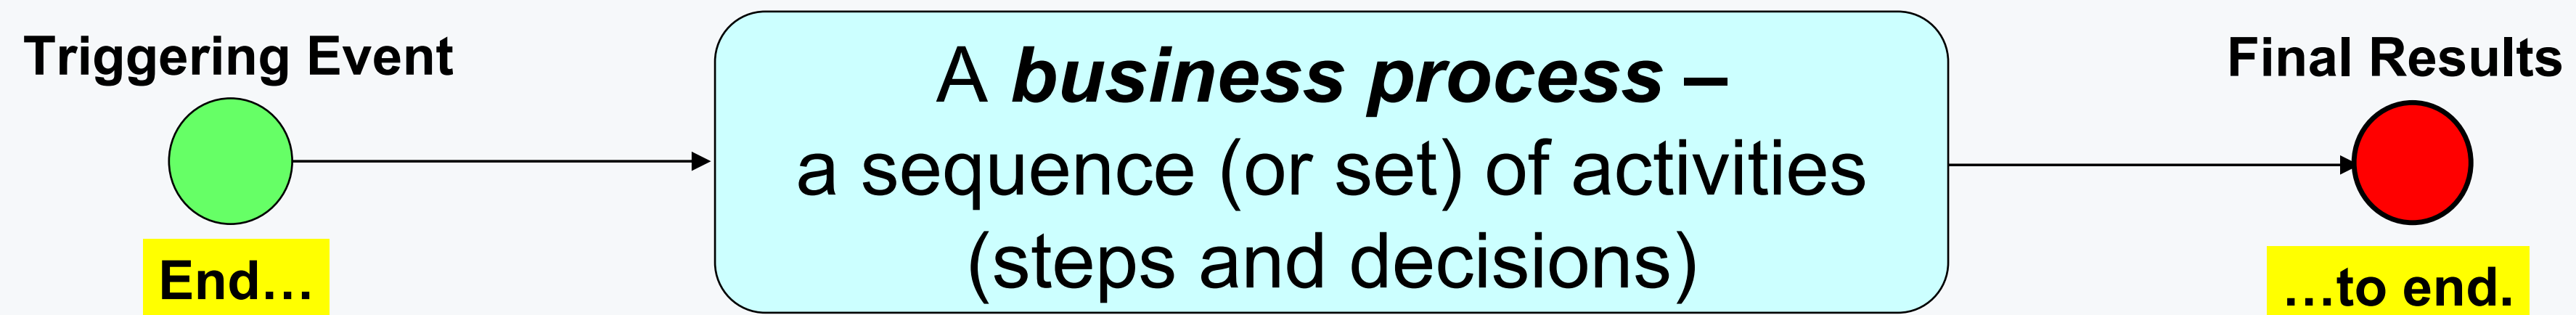 Triggering Event
End…
A business process –
a sequence (or set) of activities
(steps and decisions)
Final Results
…to end.